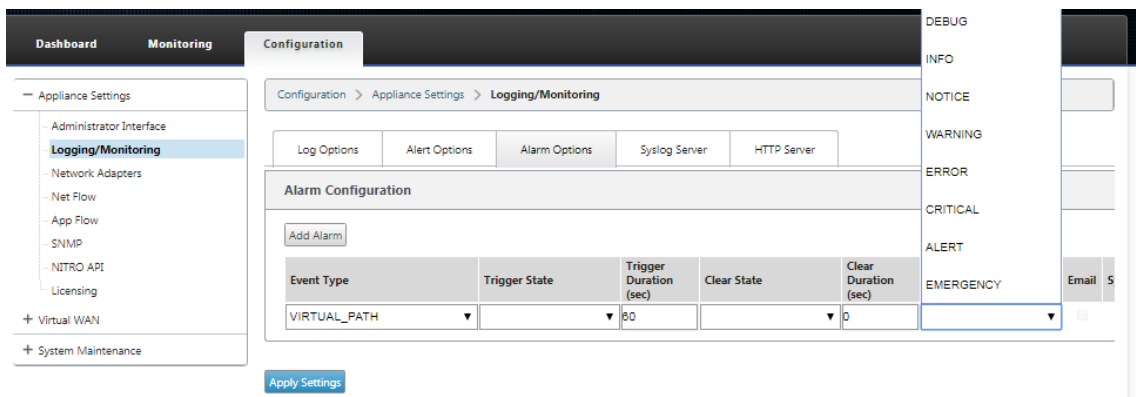 DEBUG
INFO
NOTICE
WARNING
ERROR
CRITICAL
ALERT
EMERGENCY
Dashboard Monitoring Configuration
Appliance Settings
Administrator Interface
Logging/Monitoring
Network Adapters
Net Flow
App Flow
SNMP
NITRO API
Licensing
+ Virtual WAN
+ System Maintenance
Configuration > Appliance Settings > Logging/Monitoring
Log Options Alert Options Alarm Options Syslog Server HTTP Server
Alarm Configuration
Add Alarm
Event Type
Trigger State
Trigger
Duration
(sec)
Clear State
Clear
Duration
(sec)
Email
VIRTUAL_PATH 60 0
Apply Settings